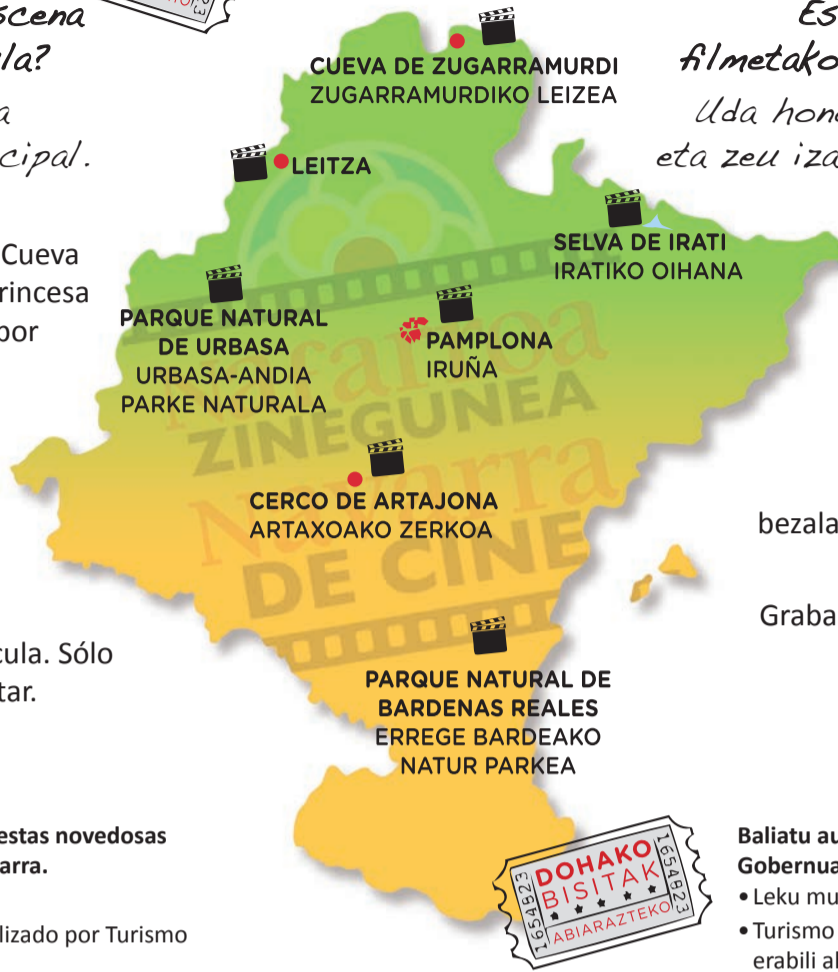 scena
Es
filmetako
cipal.
Uda
eta zeu
CUEVA DE ZUGARRAMURDI
ZUGARRAMURDIKO LEIZEA
LEITZA
SELVA DE IRATI
IRATIKO OIHANA
Cueva
rincesa
por
PARQUE NATURAL
DE URBASA
URBASA-ANDIA
PARKE NATURALA
PAMPLONA
IRUÑA
Nafarroa
ZINEGUNEA
Navarra
DE CINE
CERCO DE ARTAJONA
ARTAXOAKO ZERKOA
bezala
Graba
cula. Sólo
tar.
PARQUE NATURAL DE
BARDENAS REALES
ERREGE BARDEAKO
NATUR PARKEA
estas novedosas
arra.
lizado por Turismo
1654823
DOHAKO
BISITAK
ABIARAZTEKO
1654823
Baliatu au
Gobernua
• Leku mu
• Turismo
erabili al